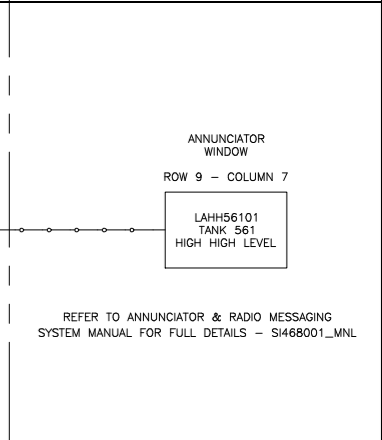 ANNUNCIATOR
WINDOW
ROW 9 – COLUMN 7
LAHH56101
TANK 561
HIGH HIGH LEVEL
REFER TO ANNUNCIATOR & RADIO MESSAGING
SYSTEM MANUAL FOR FULL DETAILS – SI468001_MNL